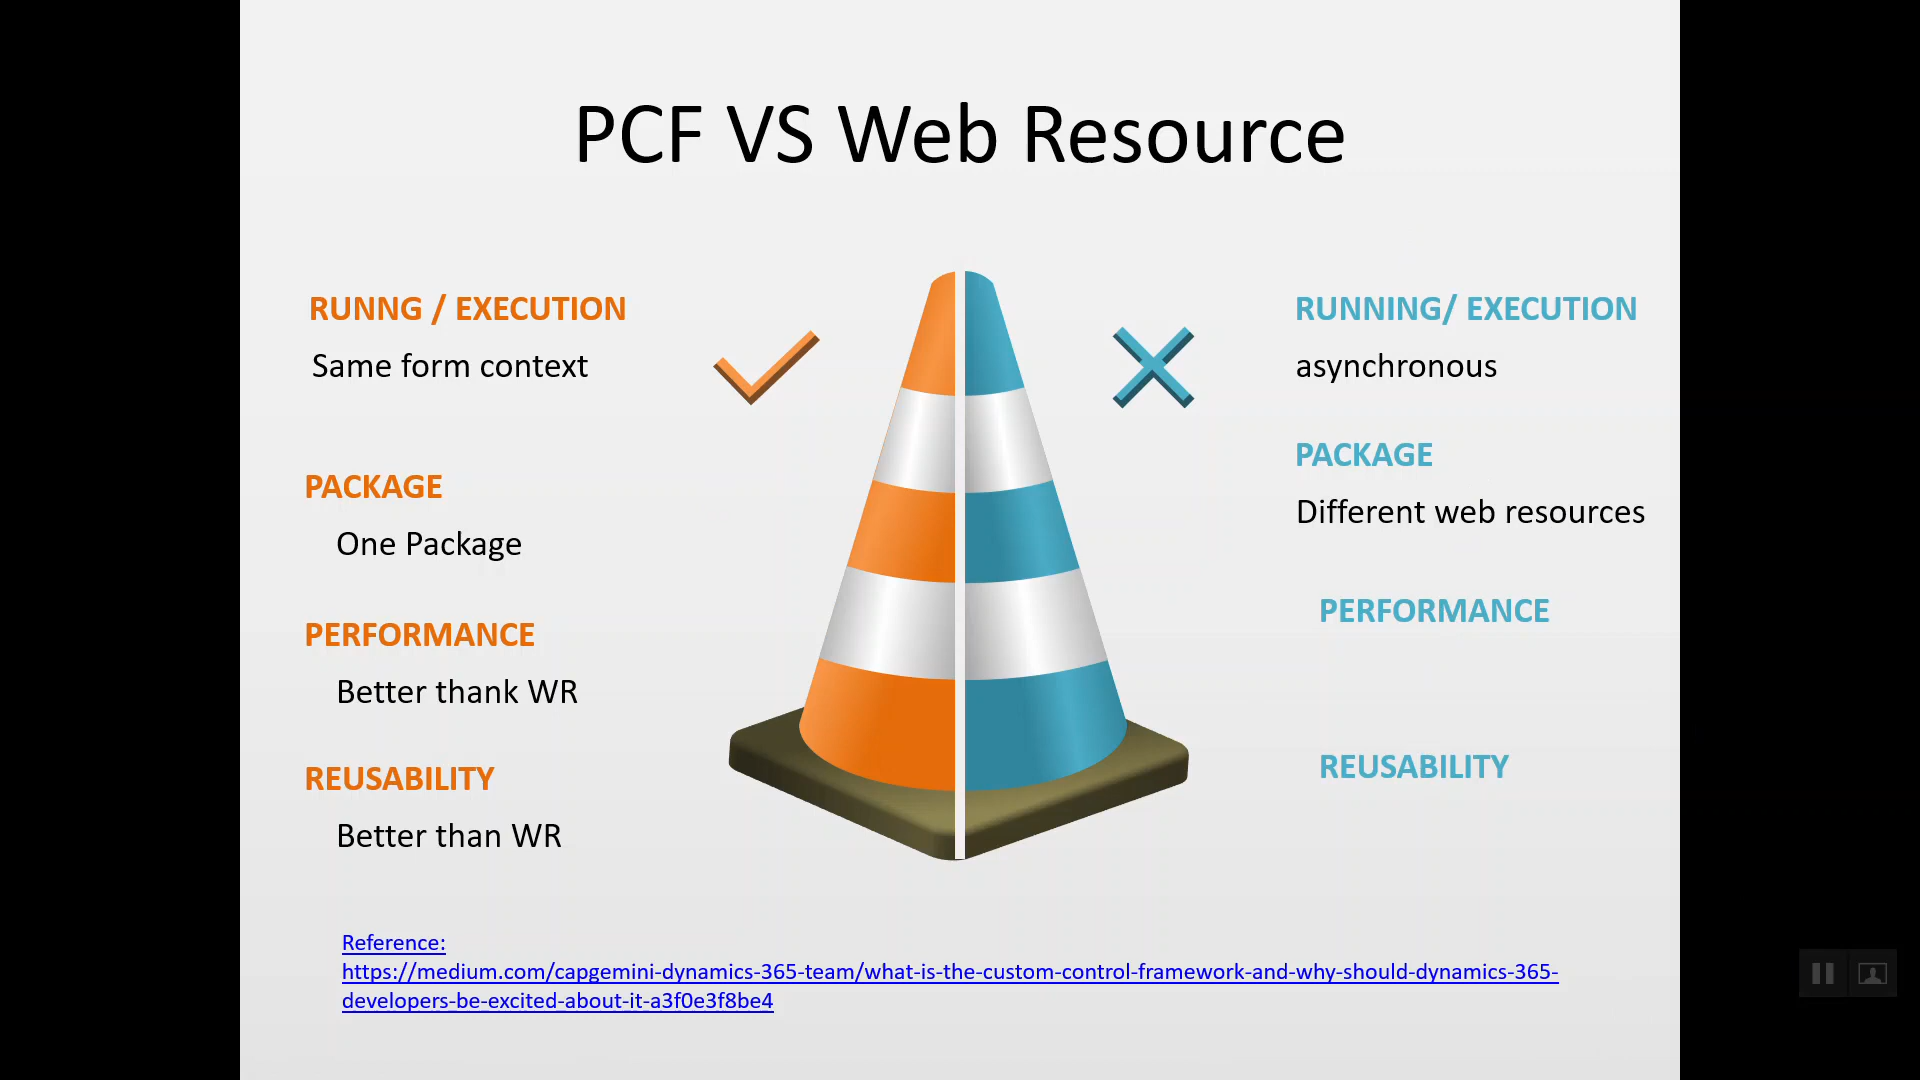 PCF VS Web Resource
RUNNG / EXECUTION
Same form context
PACKAGE
One Package
PERFORMANCE
Better thank WR
REUSABILITY
Better than WR
RUNNING/ EXECUTION
asynchronous
PACKAGE
Different web resources
PERFORMANCE
REUSABILITY
Reference:
https://medium.com/capgemini-dynamics-365-team/what-is-the-custom-control-framework-and-why-should-dynamics-365-
developers-be-excited-about-it-a3f0e3f8be4